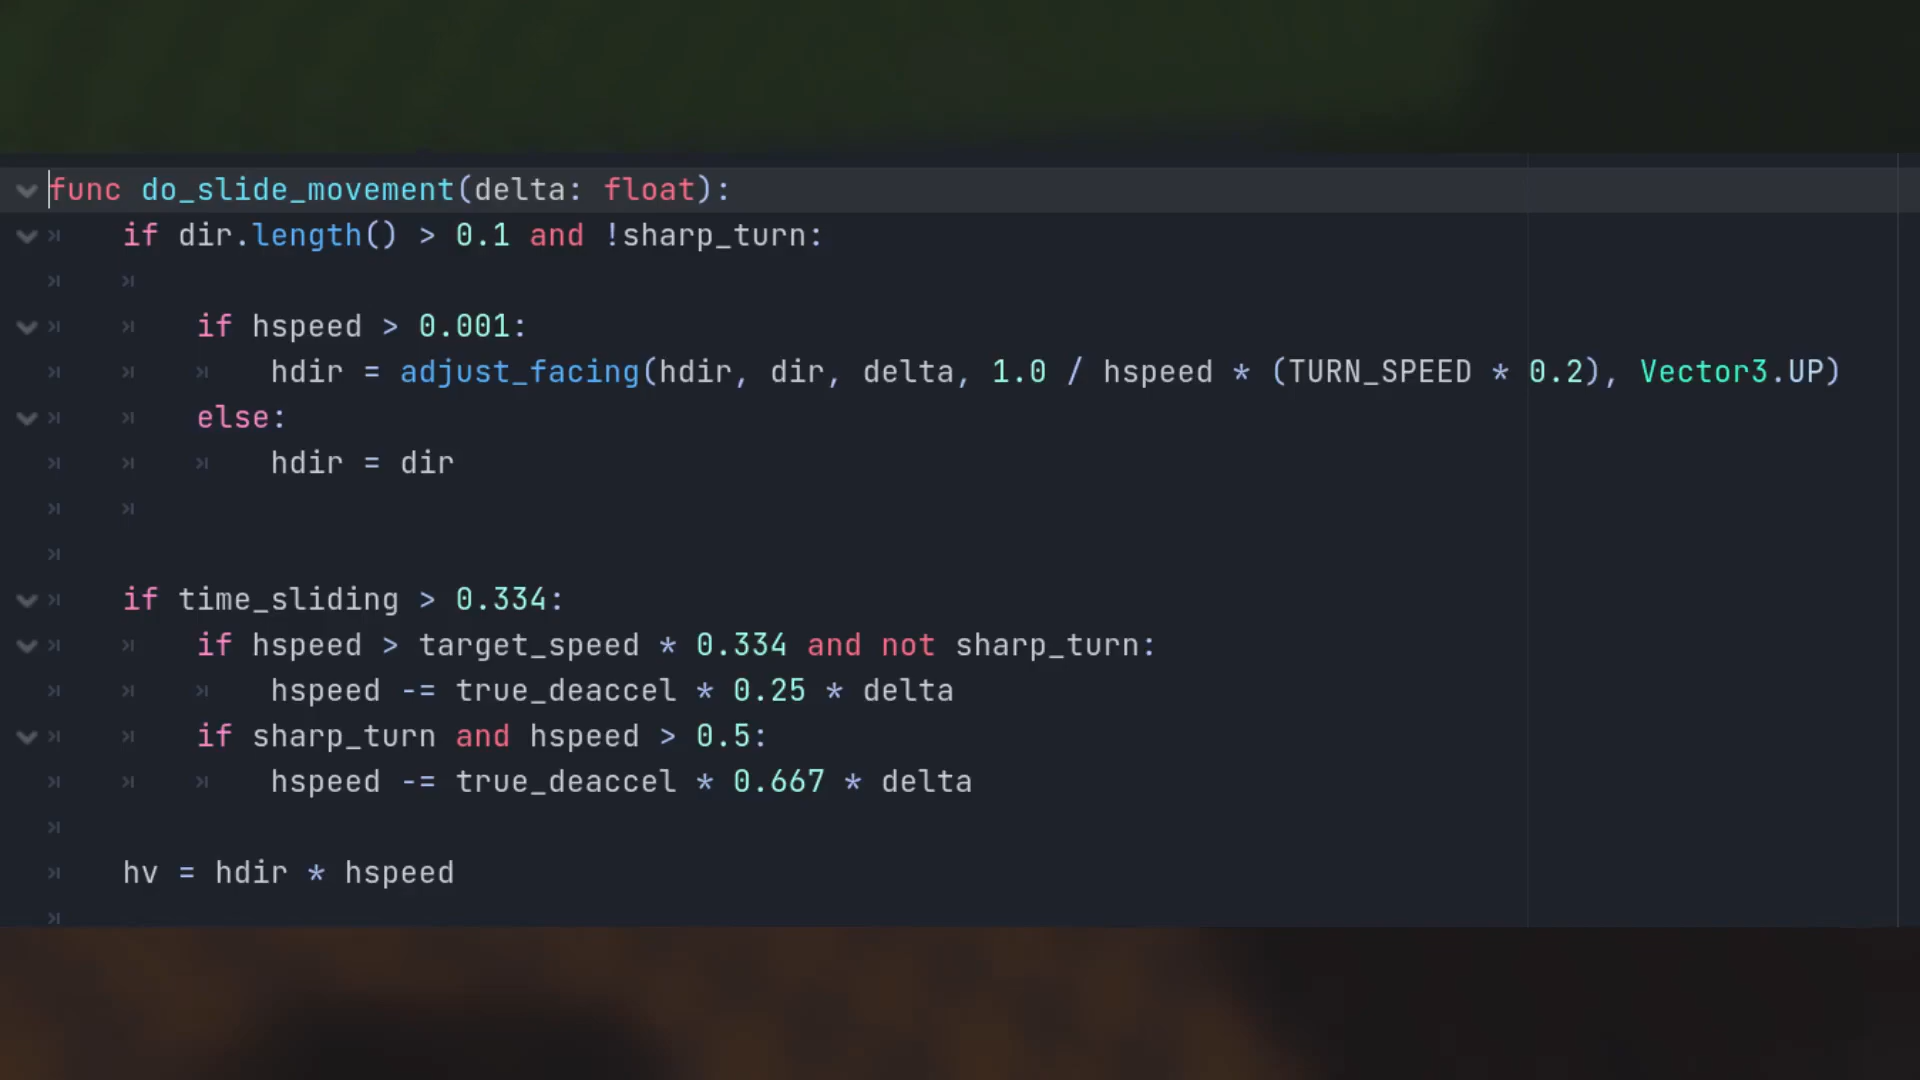 func do_slide_movement(delta: float):
if dir.length() > 0.1 and !sharp_turn:
if hspeed > 0.001:
hdir = adjust_facing(hdir, dir, delta, 1.0 / hspeed * (TURN_SPEED * 0.2), Vector3.UP)
else:
hdir = dir
if time_sliding > 0.334:
if hspeed > target_speed * 0.334 and not sharp_turn:
hspeed -= true_deaccel * 0.25 * delta
if sharp_turn and hspeed > 0.5:
hspeed -= true_deaccel * 0.667 * delta
hv = hdir * hspeed